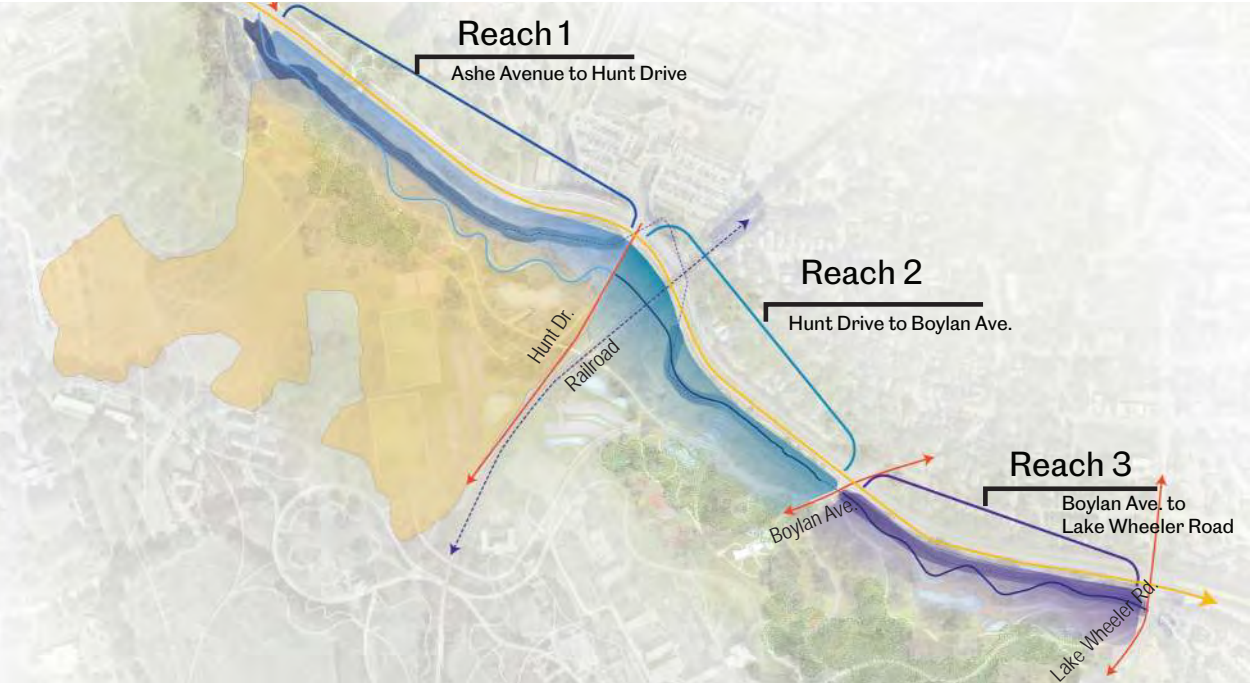 Reach 1
Ashe Avenue to Hunt Drive
Reach 2
Hunt Drive to Boylan Ave.
Hunt Dr.
Railroad
Reach 3
Boylan Ave. to
Lake Wheeler Road
Boylan Ave.
Lake Wheeler Rd.